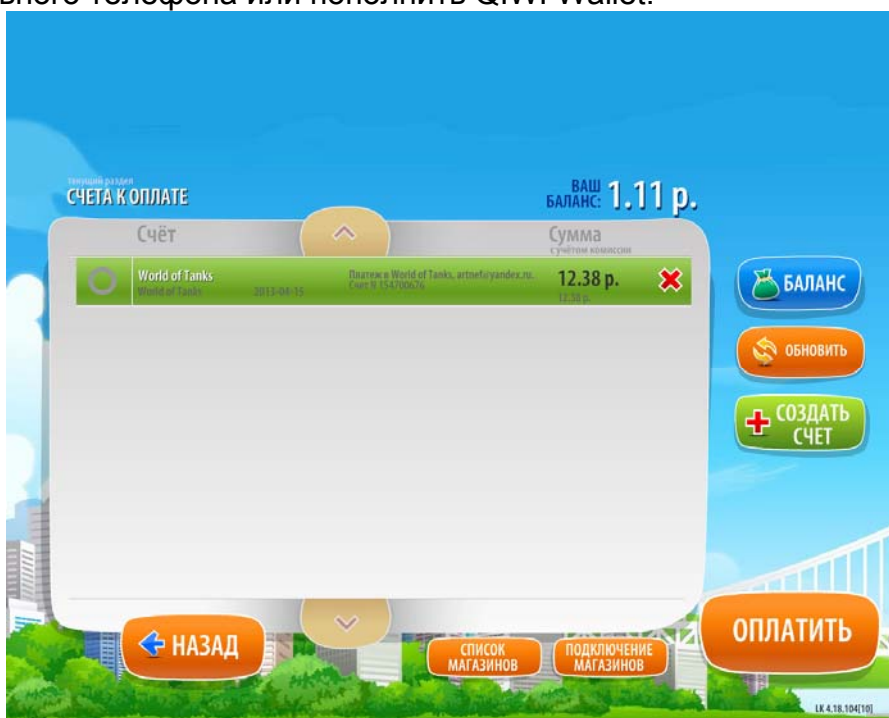 вного телефона или пополнить QIWI Wallet.
текущий раздел
СЧЕТА К ОПЛАТЕ
ВАШ БАЛАНС: 1.11 р.
Счёт
Сумма
с учётом комиссии
World of Tanks
World of Tanks 2013-04-15
Платеж в World of Tanks, artnef@yandex.ru.
Счет N 154700676
12.38 р.
12.38 р.
БАЛАНС
ОБНОВИТЬ
СОЗДАТЬ
СЧЕТ
НАЗАД
СПИСОК
МАГАЗИНОВ
ПОДКЛЮЧЕНИЕ
МАГАЗИНОВ
ОПЛАТИТЬ
LK 4.18.104[10]